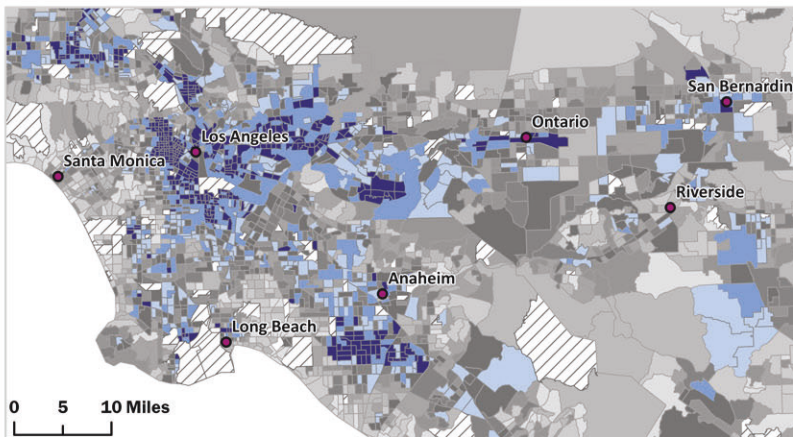 San Bernardin
Ontario
Los Angeles
Santa Monica
Riverside
Anaheim
Long Beach
0 5 10 Miles